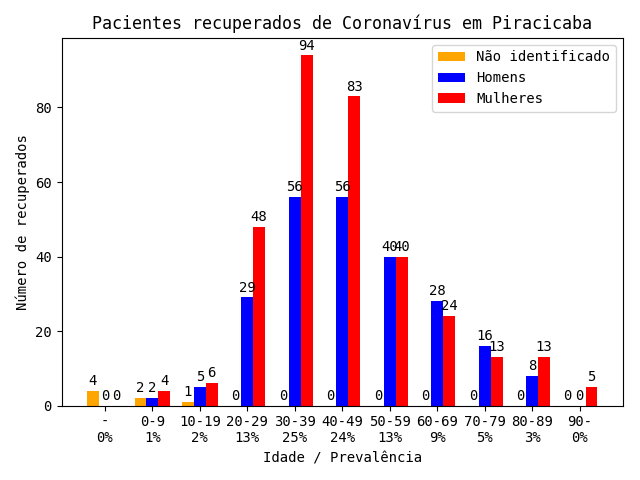 Pacientes recuperados de Coronavírus em Piracicaba
Não identificado
Homens
Mulheres
Número de recuperados
80
60
40
20
0
4 0 0
2 2 4
1 5 6
0 29 48
0 56 94
0 56 83
0 40 40
0 28 24
0 16 13
0 8 13
0 0 5
- 0-9 10-19 20-29 30-39 40-49 50-59 60-69 70-79 80-89 90-
0% 1% 2% 13% 25% 24% 13% 9% 5% 3% 0%
Idade / Prevalência